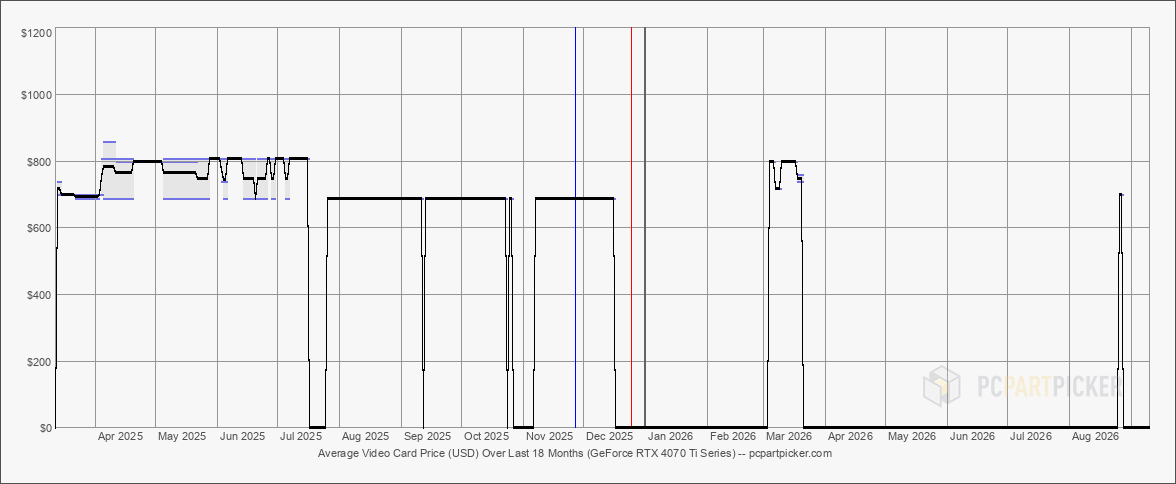 $1200
$1000
$800
$600
$400
$200
$0
Apr 2025 May 2025 Jun 2025 Jul 2025 Aug 2025 Sep 2025 Oct 2025 Nov 2025 Dec 2025 Jan 2026 Feb 2026 Mar 2026 Apr 2026 May 2026 Jun 2026 Jul 2026 Aug 2026
PCPARTPICKER
Average Video Card Price (USD) Over Last 18 Months (GeForce RTX 4070 Ti Series) -- pcpartpicker.com